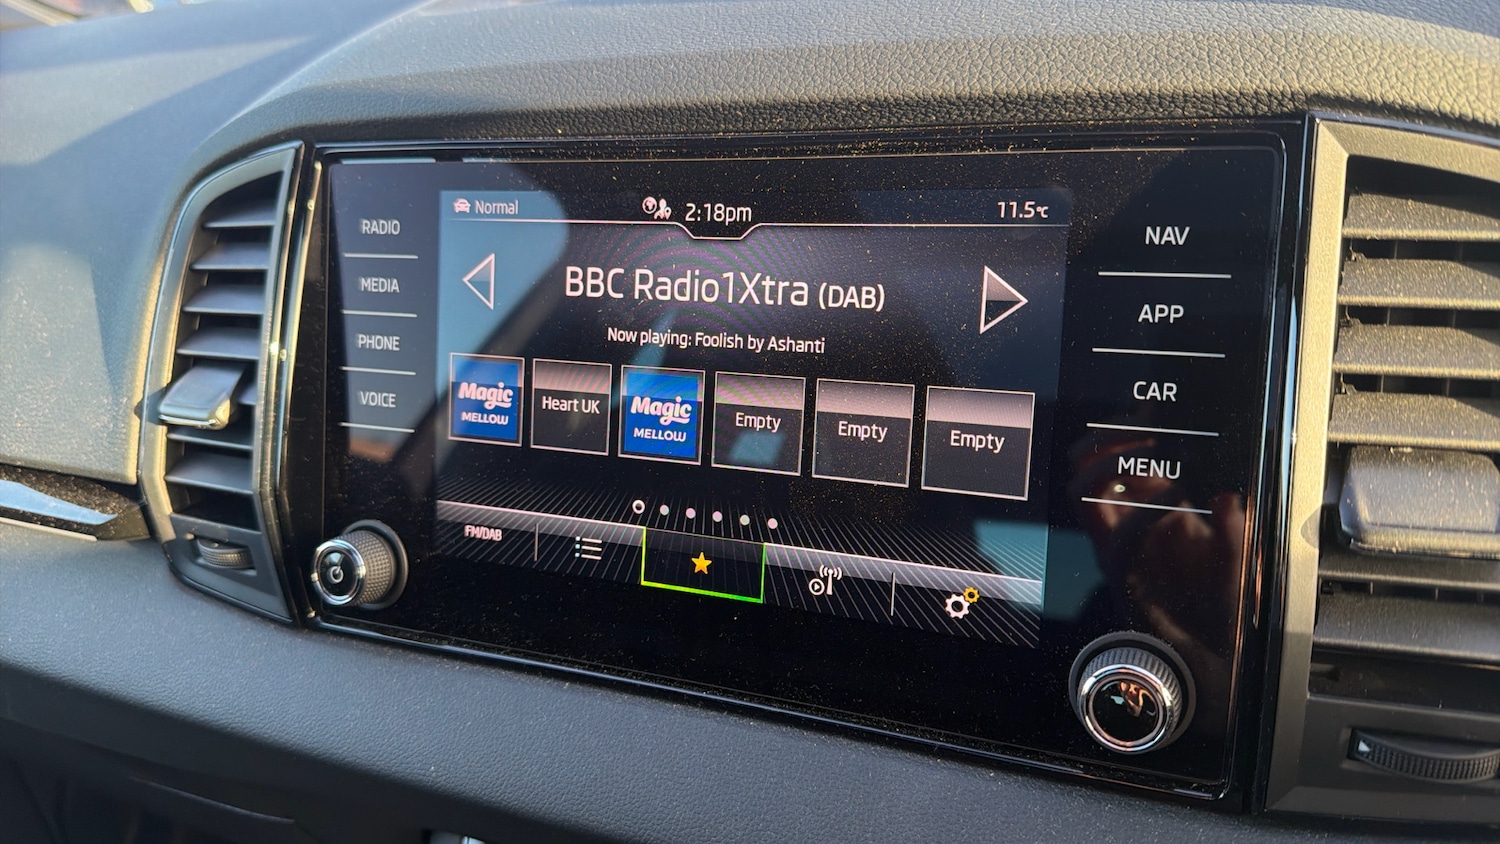 RADIO
MEDIA
PHONE
VOICE
Normal
2:18pm
11.5°C
BBC Radio1Xtra (DAB)
Now playing: Foolish by Ashanti
Magic
MELLOW
Heart UK
Magic
MELLOW
Empty
Empty
Empty
FM/DAB
NAV
APP
CAR
MENU